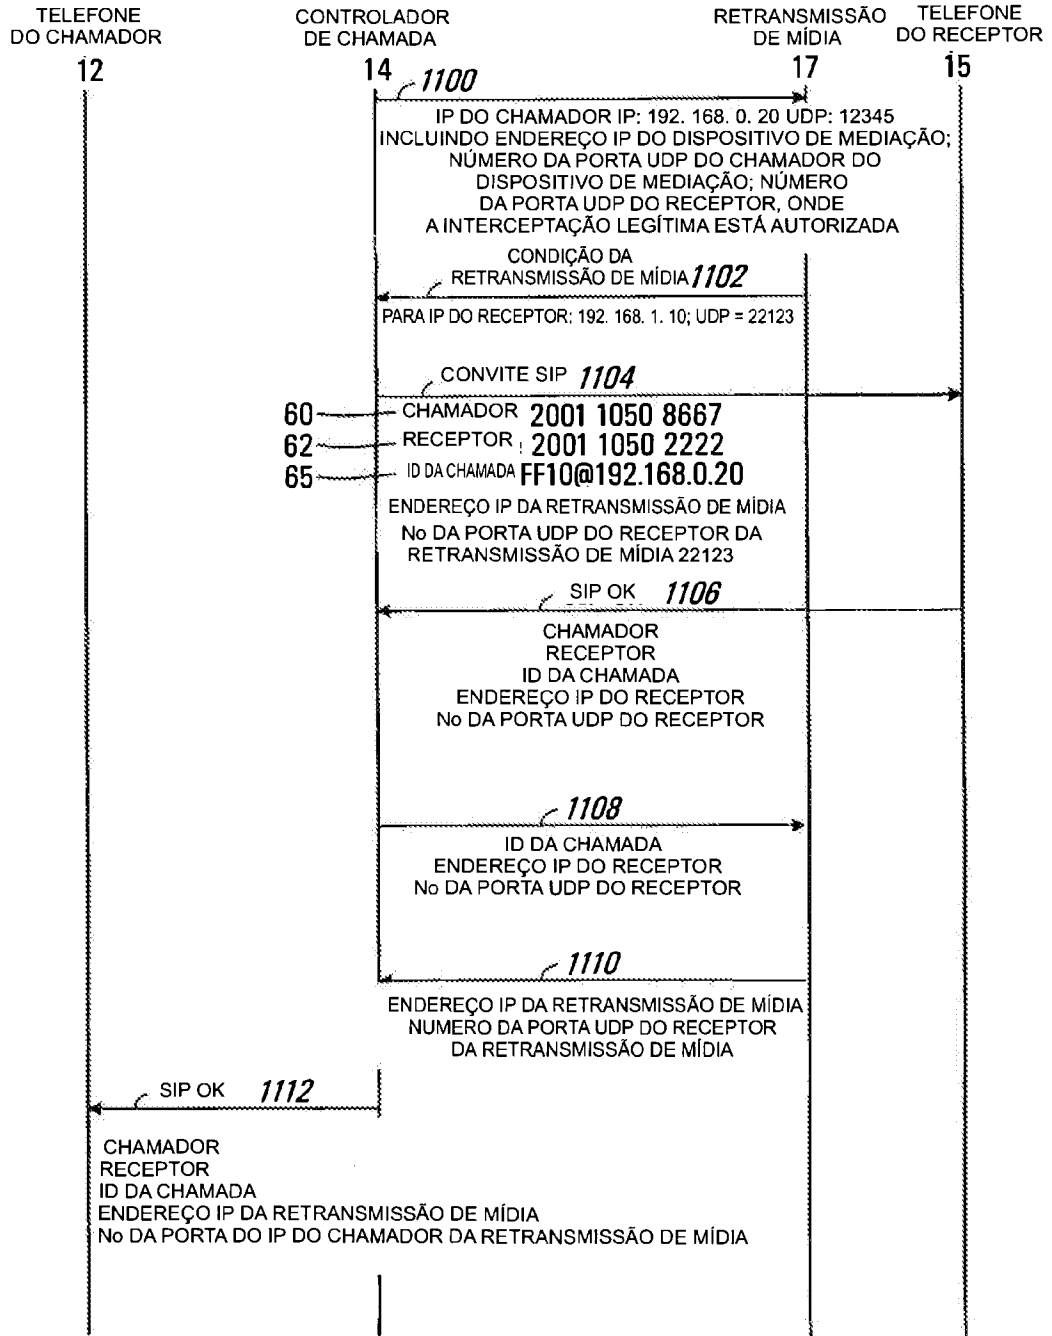 TELEFONE
DO CHAMADOR
12
CONTROLADOR
DE CHAMADA
14
RETRANSMISSÃO
DE MÍDIA
17
TELEFONE
DO RECEPTOR
15
1100
IP DO CHAMADOR IP: 192. 168. 0. 20 UDP: 12345
INCLUINDO ENDEREÇO IP DO DISPOSITIVO DE MEDIAÇÃO;
NÚMERO DA PORTA UDP DO CHAMADOR DO
DISPOSITIVO DE MEDIAÇÃO; NÚMERO
DA PORTA UDP DO RECEPTOR, ONDE
A INTERCEPTAÇÃO LEGÍTIMA ESTÁ AUTORIZADA
CONDIÇÃO DA
RETRANSMISSÃO DE MÍDIA 1102
PARA IP DO RECEPTOR: 192. 168. 1. 10; UDP = 22123
CONVITE SIP 1104
60 CHAMADOR 2001 1050 8667
62 RECEPTOR 2001 1050 2222
65 ID DA CHAMADA FF10@192.168.0.20
ENDEREÇO IP DA RETRANSMISSÃO DE MÍDIA
No DA PORTA UDP DO RECEPTOR DA
RETRANSMISSÃO DE MÍDIA 22123
SIP OK 1106
CHAMADOR
RECEPTOR
ID DA CHAMADA
ENDEREÇO IP DO RECEPTOR
No DA PORTA UDP DO RECEPTOR
1108
ID DA CHAMADA
ENDEREÇO IP DO RECEPTOR
No DA PORTA UDP DO RECEPTOR
1110
ENDEREÇO IP DA RETRANSMISSÃO DE MÍDIA
NUMERO DA PORTA UDP DO RECEPTOR
DA RETRANSMISSÃO DE MÍDIA
SIP OK 1112
CHAMADOR
RECEPTOR
ID DA CHAMADA
ENDEREÇO IP DA RETRANSMISSÃO DE MÍDIA
No DA PORTA DO IP DO CHAMADOR DA RETRANSMISSÃO DE MÍDIA